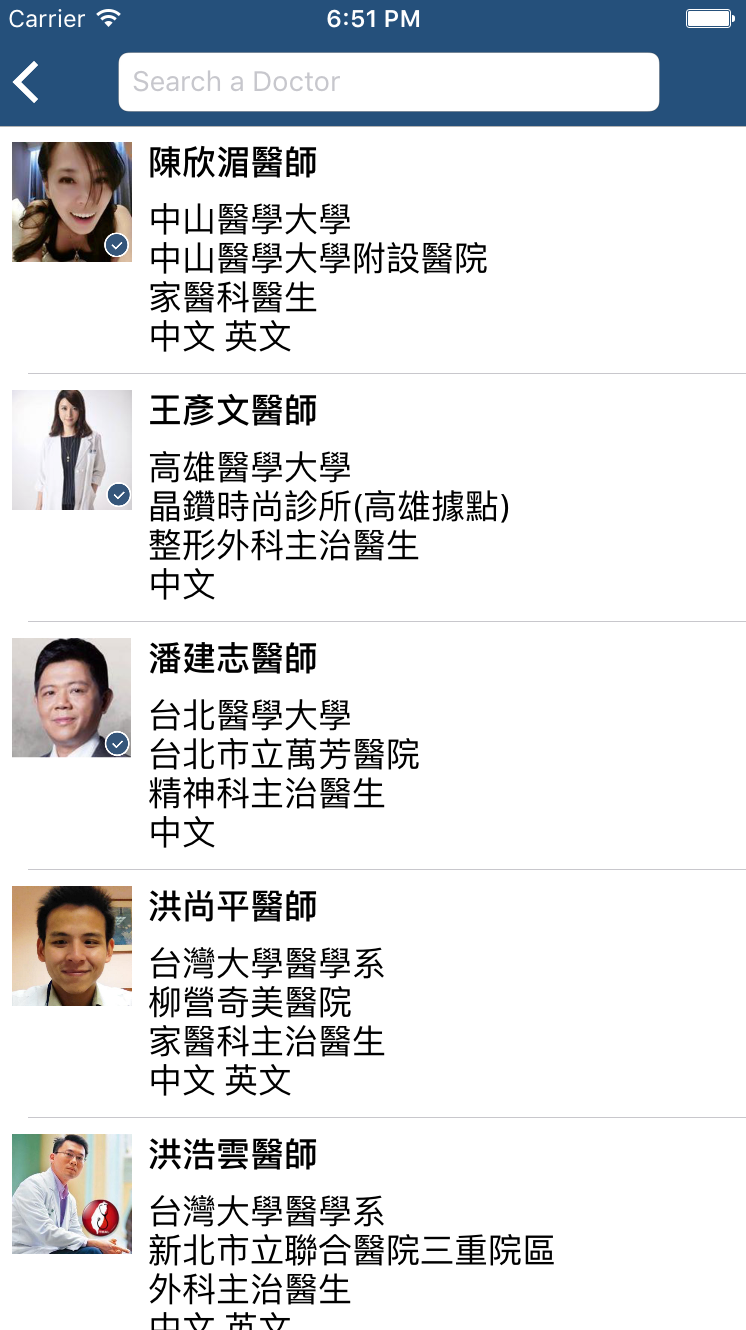 Carrier
6:51 PM
Search a Doctor
陳欣湄醫師
中山醫學大學
中山醫學大學附設醫院
家醫科醫生
中文 英文
王彥文醫師
高雄醫學大學
晶鑽時尚診所(高雄據點)
整形外科主治醫生
中文
潘建志醫師
台北醫學大學
台北市立萬芳醫院
精神科主治醫生
中文
洪尚平醫師
台灣大學醫學系
柳營奇美醫院
家醫科主治醫生
中文 英文
洪浩雲醫師
台灣大學醫學系
新北市立聯合醫院三重院區
外科主治醫生
中文 英文